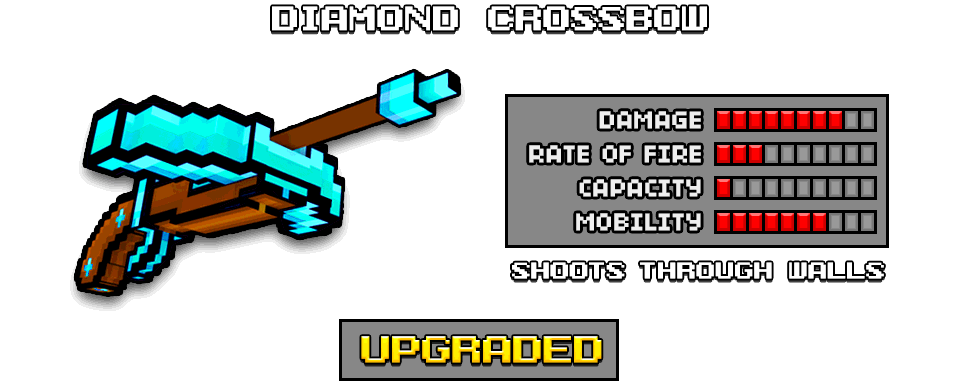 DIAMOND CROSSBOW
DAMAGE
RATE OF FIRE
CAPACITY
MOBILITY
SHOOTS THROUGH WALLS
UPGRADED